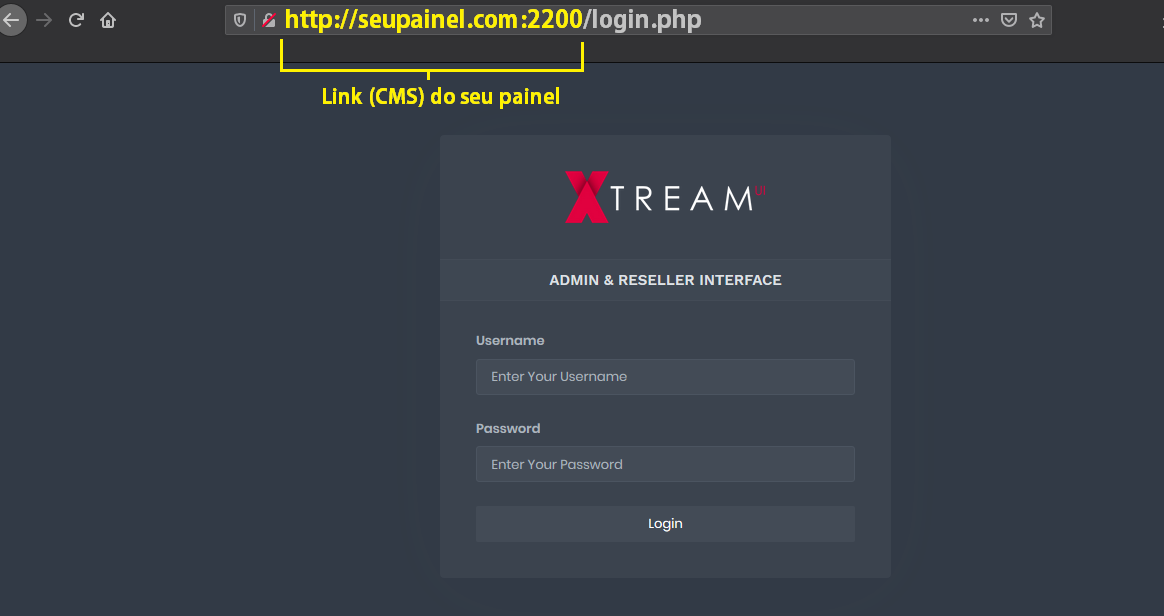 http://seupainel.com:2200/login.php
Link (CMS) do seu painel
XTREAM UI
ADMIN & RESELLER INTERFACE
Username
Enter Your Username
Password
Enter Your Password
Login